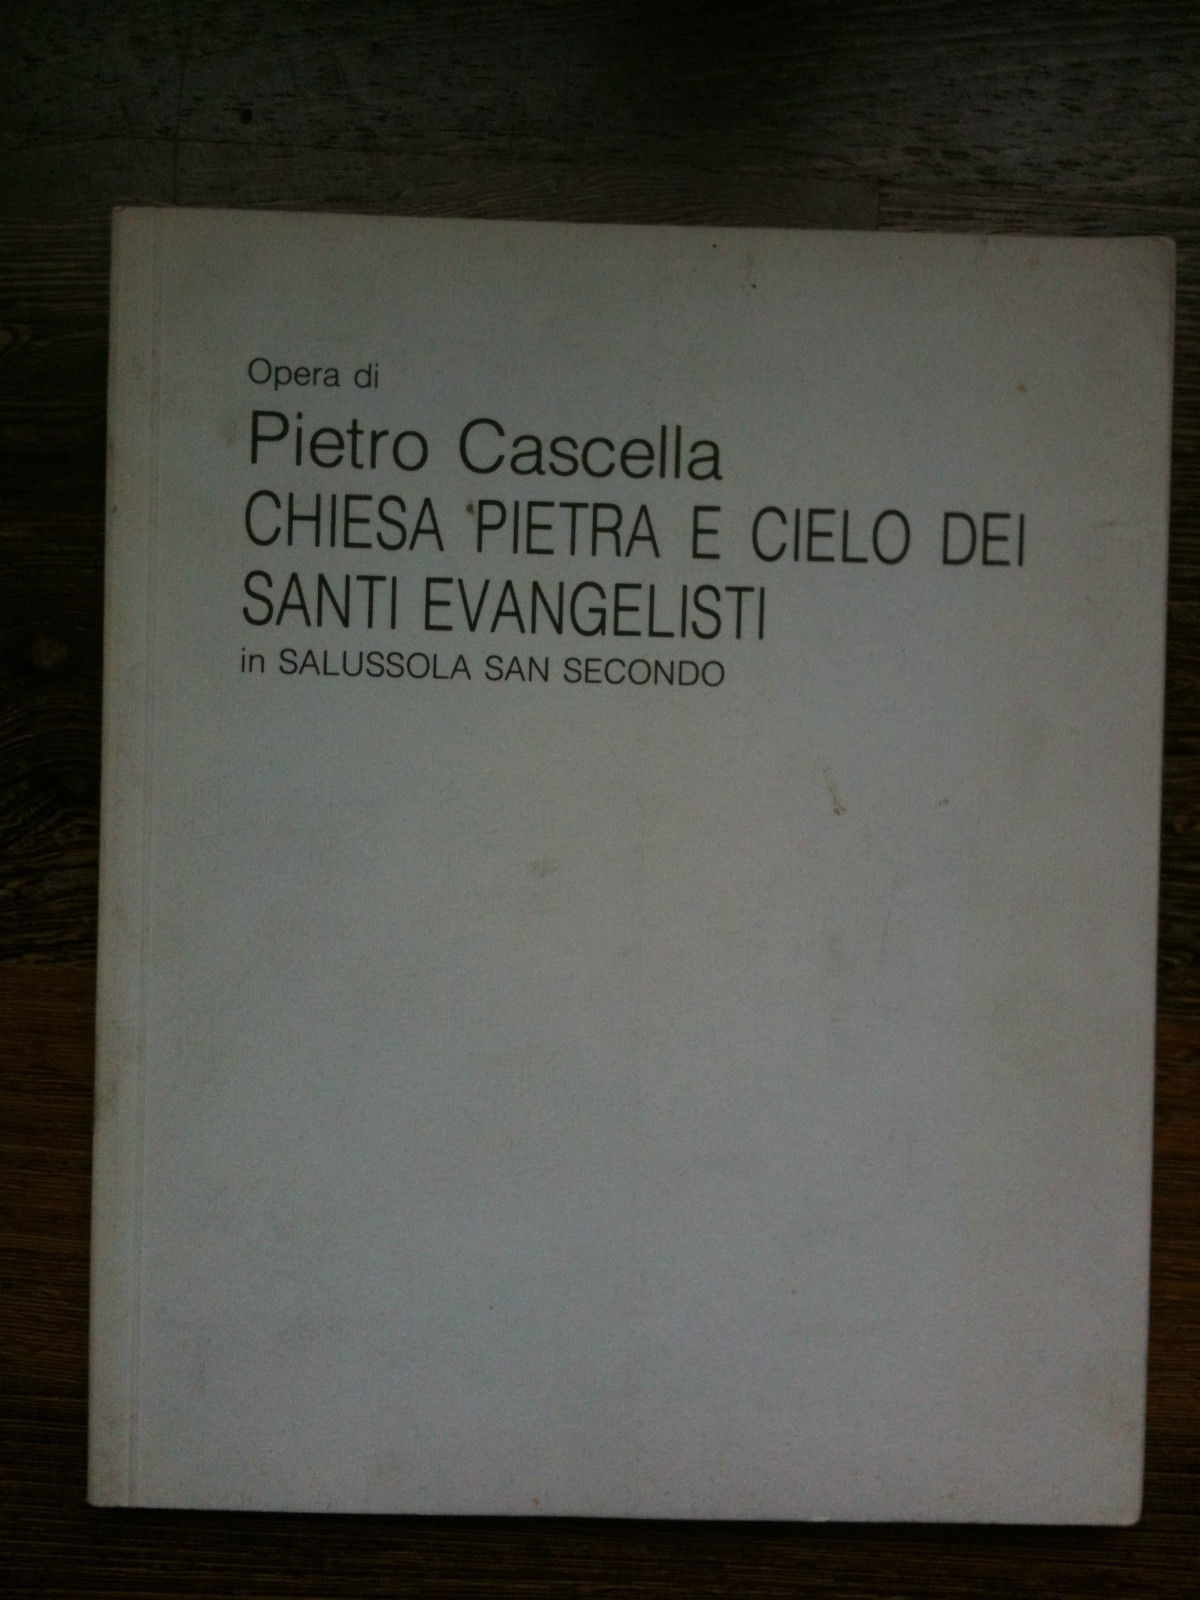 Opera di
Pietro Cascella
CHIESA PIETRA E CIELO DEI
SANTI EVANGELISTI
in SALUSSOLA SAN SECONDO